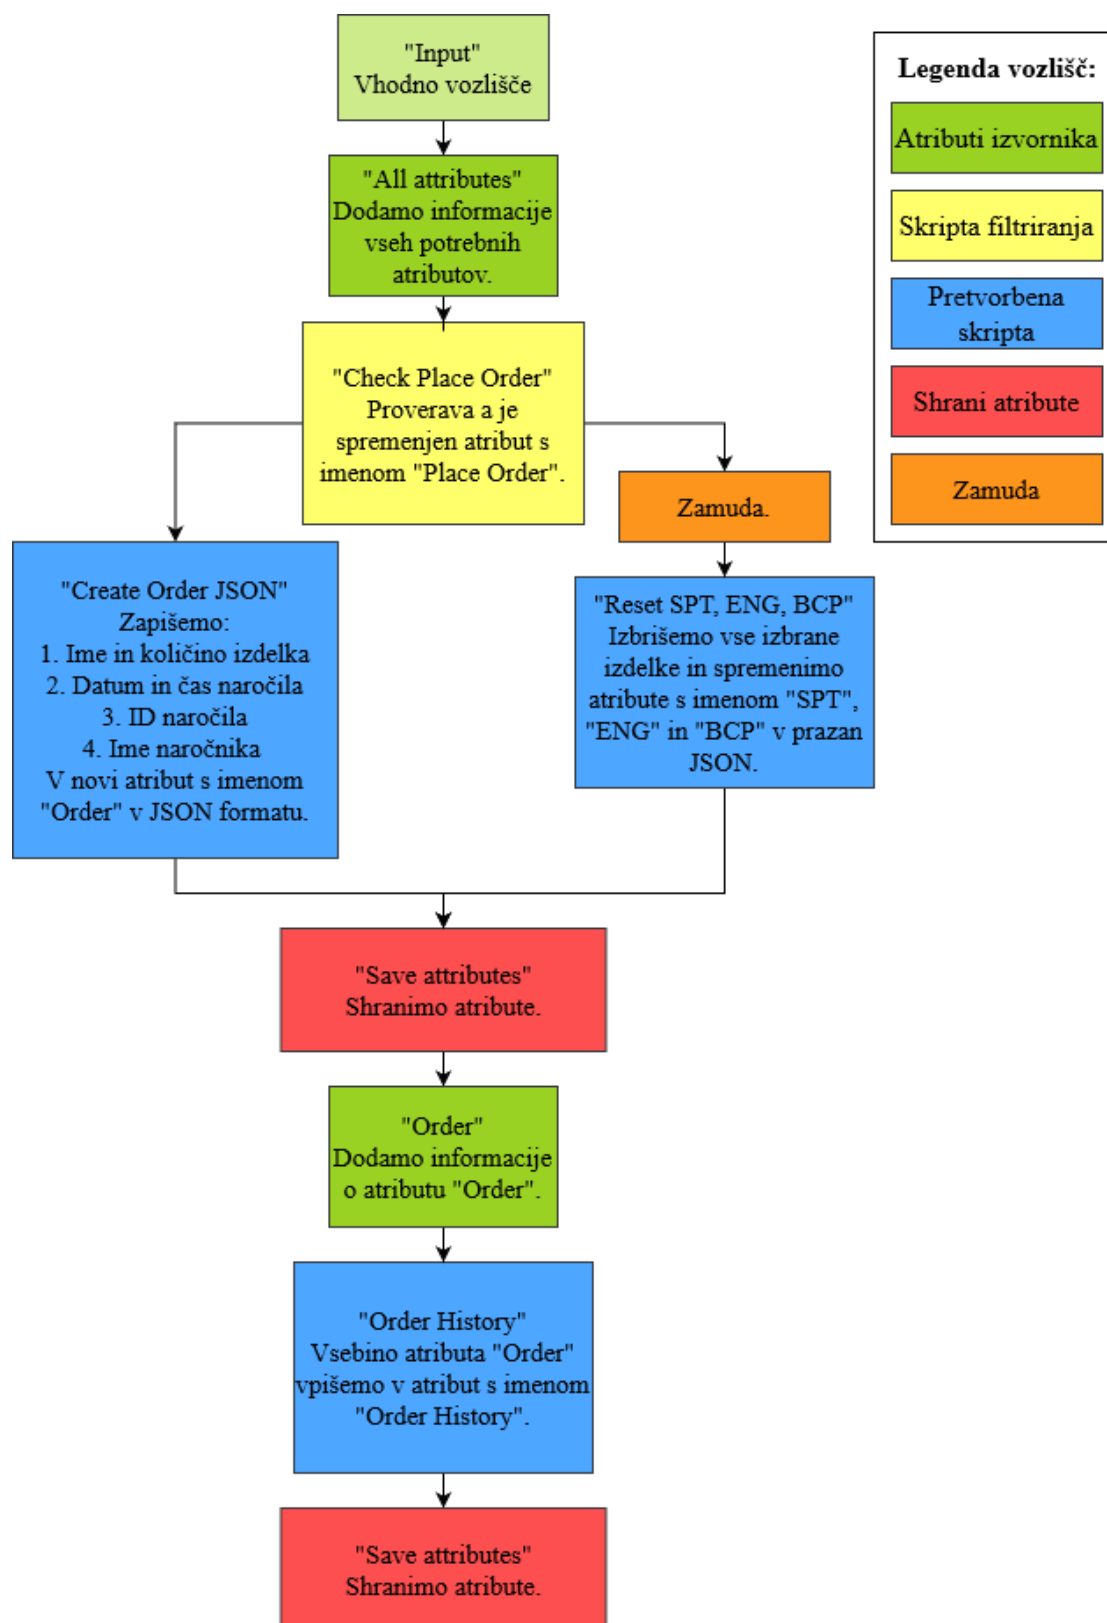 "Input"
Vhodno vozlišče
"All attributes"
Dodamo informacije
vseh potrebnih
atributov.
"Check Place Order"
Proverava a je
spremenjen atribut s
imenom "Place Order".
Zamuda.
"Create Order JSON"
Zapišemo:
1. Ime in količino izdelka
2. Datum in čas naročila
3. ID naročila
4. Ime naročnika
V novi atribut s imenom
"Order" v JSON formatu.
"Reset SPT, ENG, BCP"
Izbrišemo vse izbrane
izdelke in spremenimo
atribute s imenom "SPT",
"ENG" in "BCP" v prazan
JSON.
"Save attributes"
Shranimo atribute.
"Order"
Dodamo informacije
o atributu "Order".
"Order History"
Vsebino atributa "Order"
vpišemo v atribut s imenom
"Order History".
"Save attributes"
Shranimo atribute.
Legenda vozlišč:
Atributi izvornika
Skripta filtriranja
Pretvorbena
skripta
Shrani atribute
Zamuda